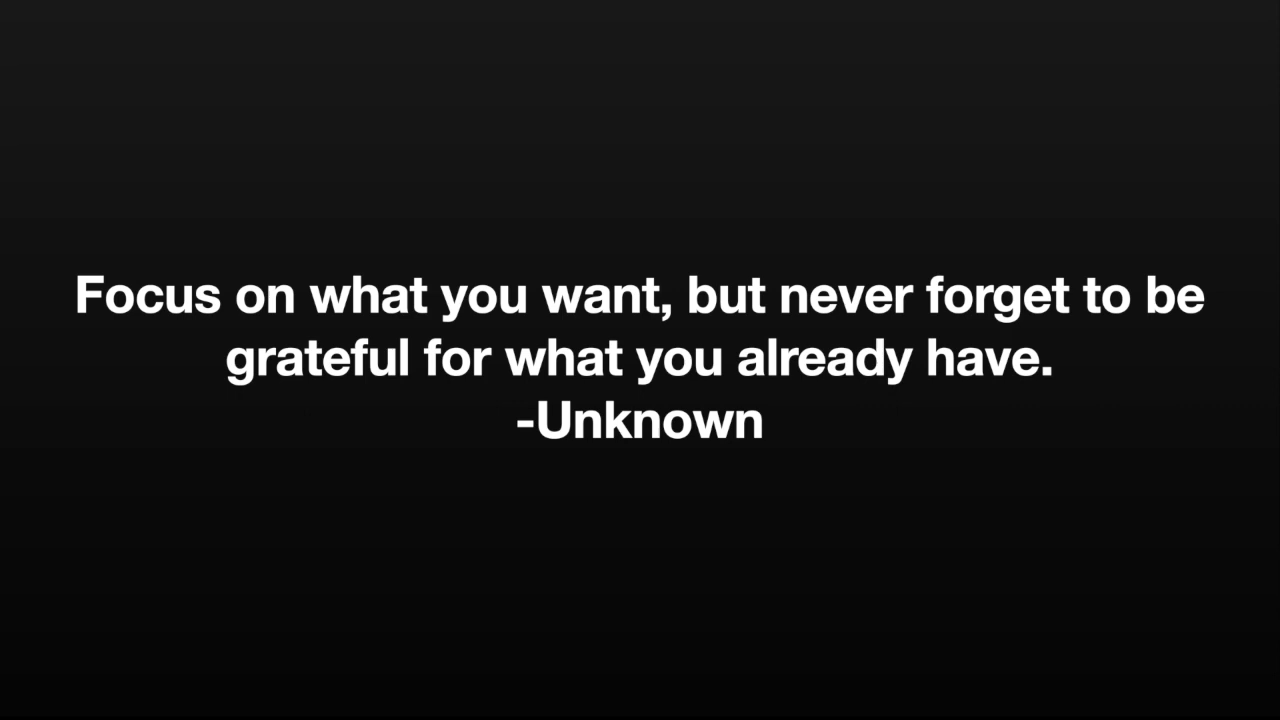 Focus on what you want, but never forget to be
grateful for what you already have.
-Unknown